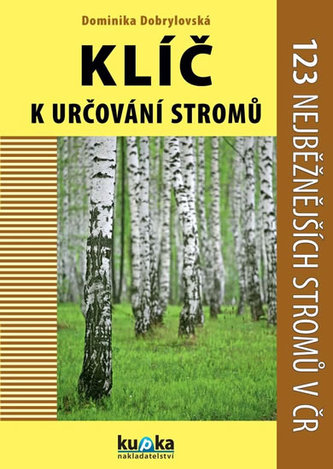 Dominika Dobrylovská
KLÍČ
K URČOVÁNÍ STROMŮ
123 NEJBĚŽNĚJŠÍCH STROMŮ V ČR
kupka
nakladatelství